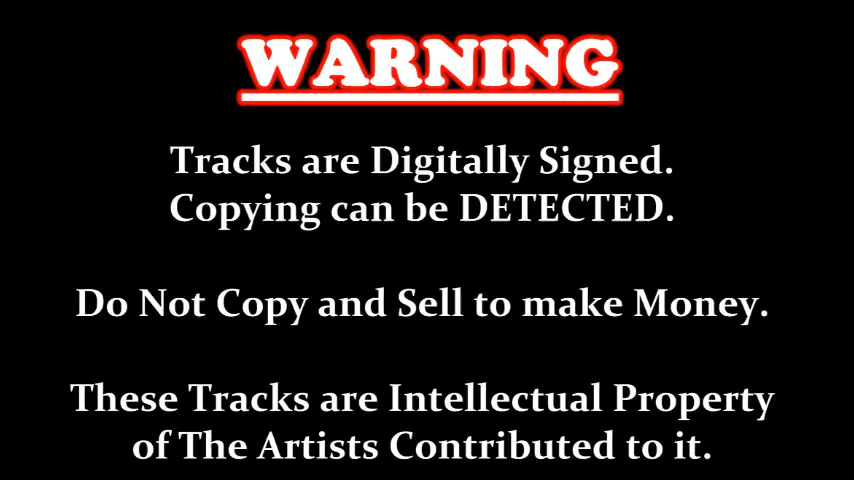 WARNING
Tracks are Digitally Signed.
Copying can be DETECTED.
Do Not Copy and Sell to make Money.
These Tracks are Intellectual Property
of The Artists Contributed to it.